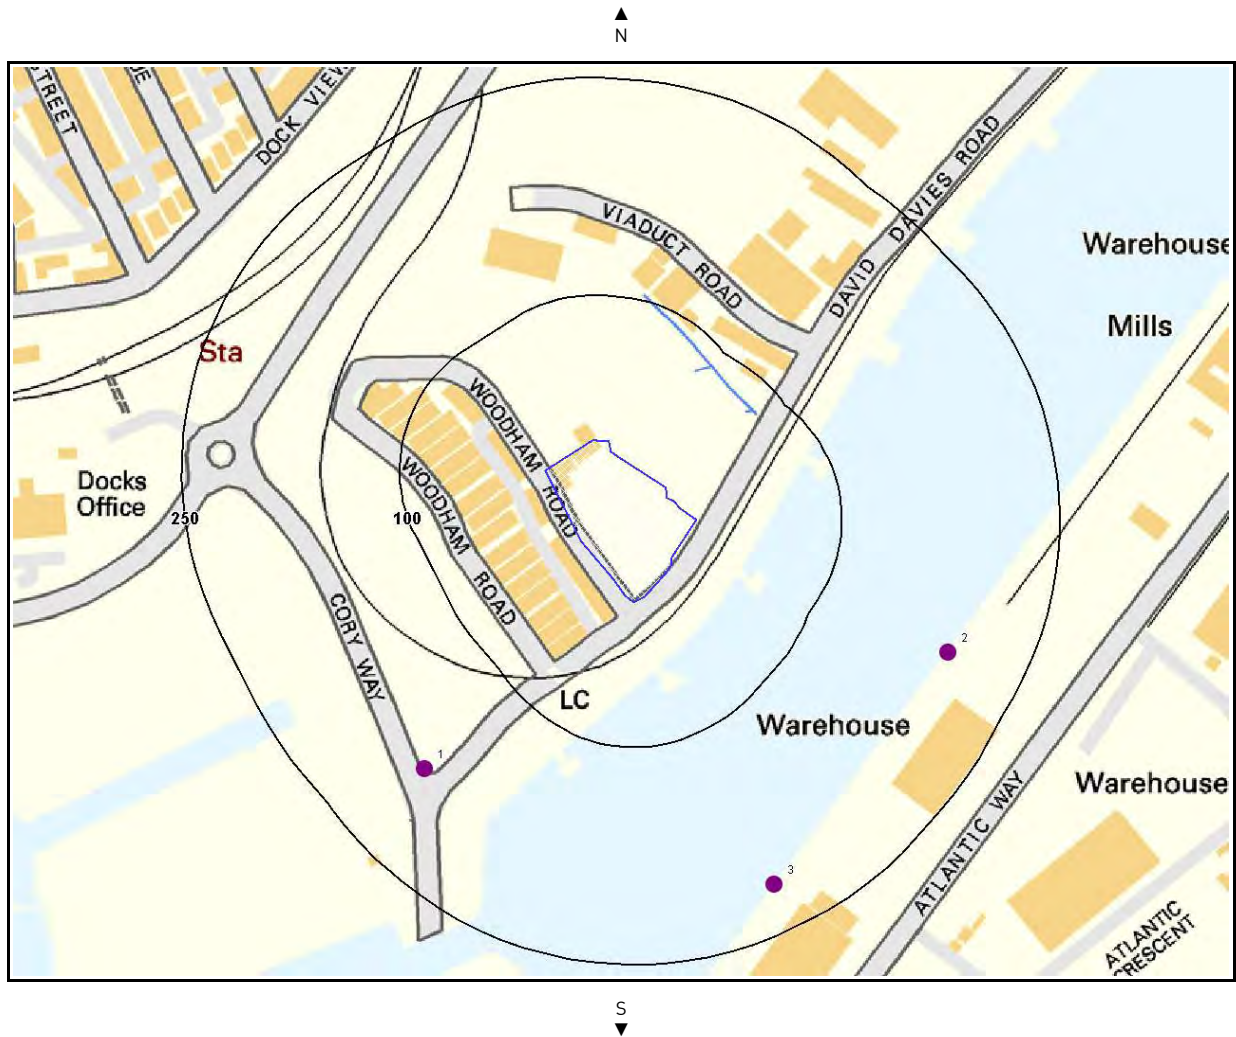 N
STREET
DOCK VIEW
DAVID DAVIES ROAD
VIADUCT ROAD
Warehouse
Mills
Sta
WOODHAM ROAD
WOODHAM ROAD
Docks
Office
250
100
CORY WAY
2
LC
Warehouse
1
Warehouse
ATLANTIC WAY
3
ATLANTIC
CRESCENT
S